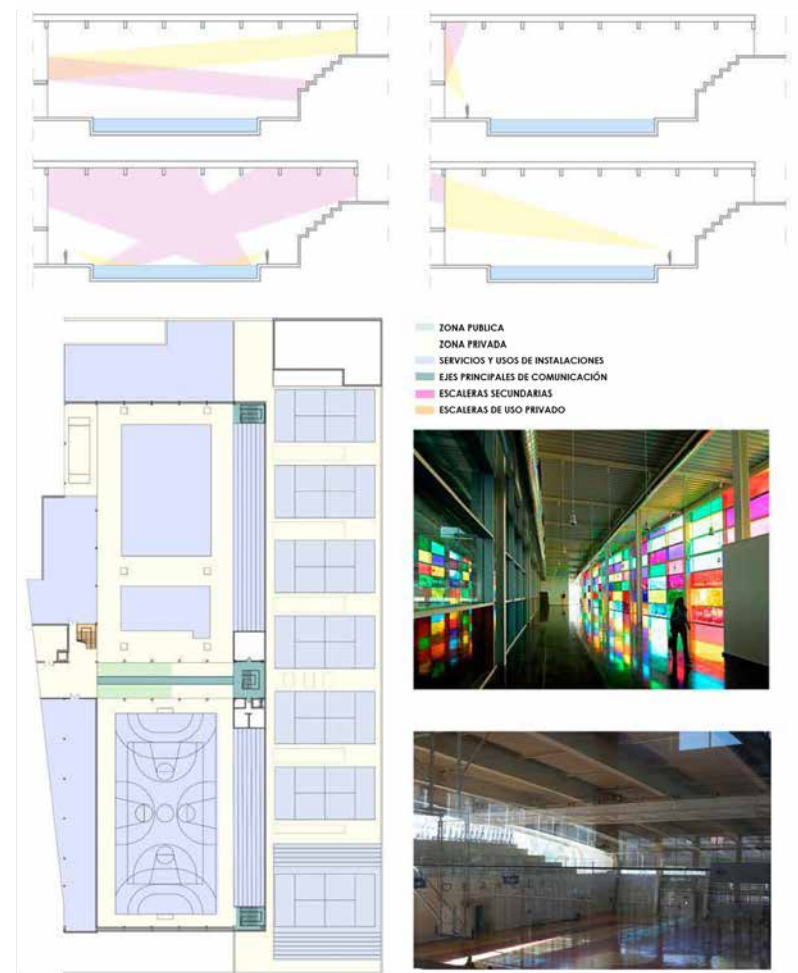 ZONA PUBLICA
ZONA PRIVADA
SERVICIOS Y USOS DE INSTALACIONES
EJES PRINCIPALES DE COMUNICACIÓN
ESCALERAS SECUNDARIAS
ESCALERAS DE USO PRIVADO